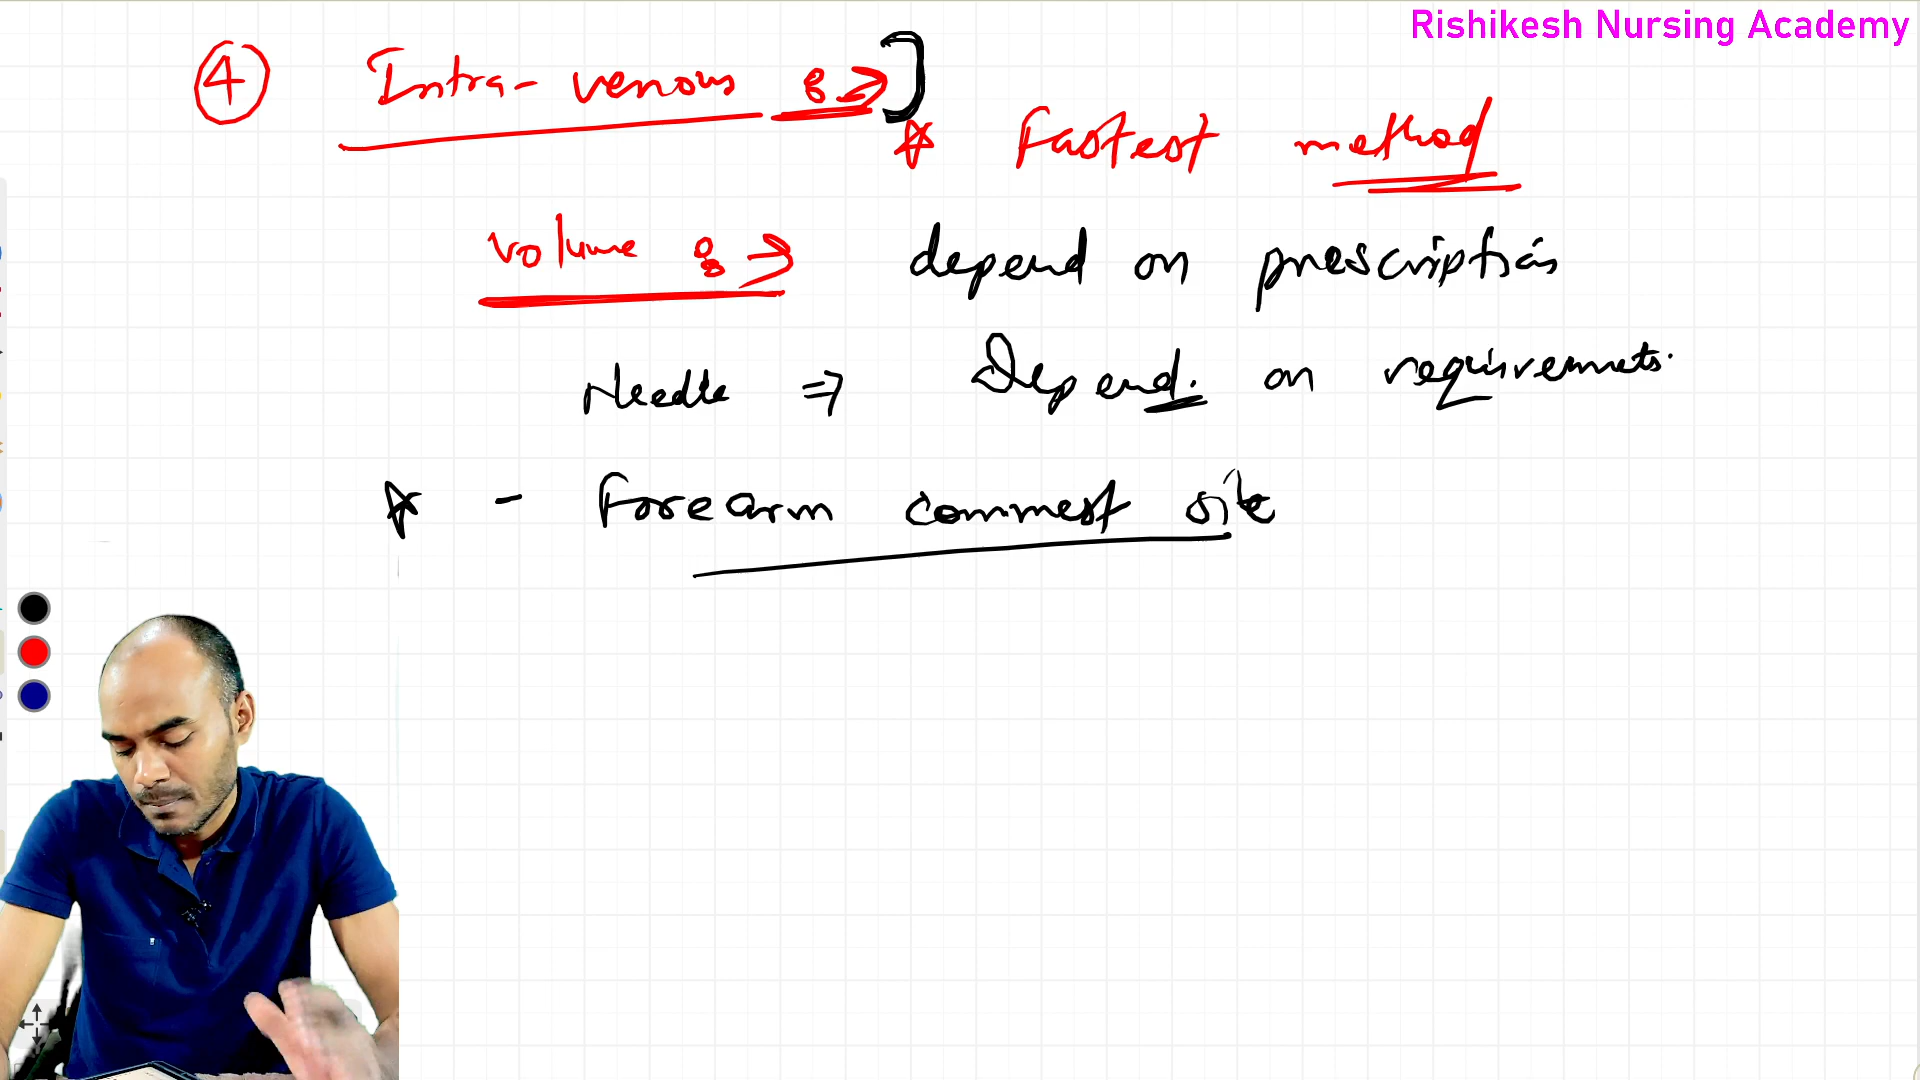 Rishikesh Nursing Academy
④ Intra-venous :→]
☆ Fastest method
volume :→ depend on prescription
Needle ⇒ Depend. on requirements.
☆ - Forearm commest site